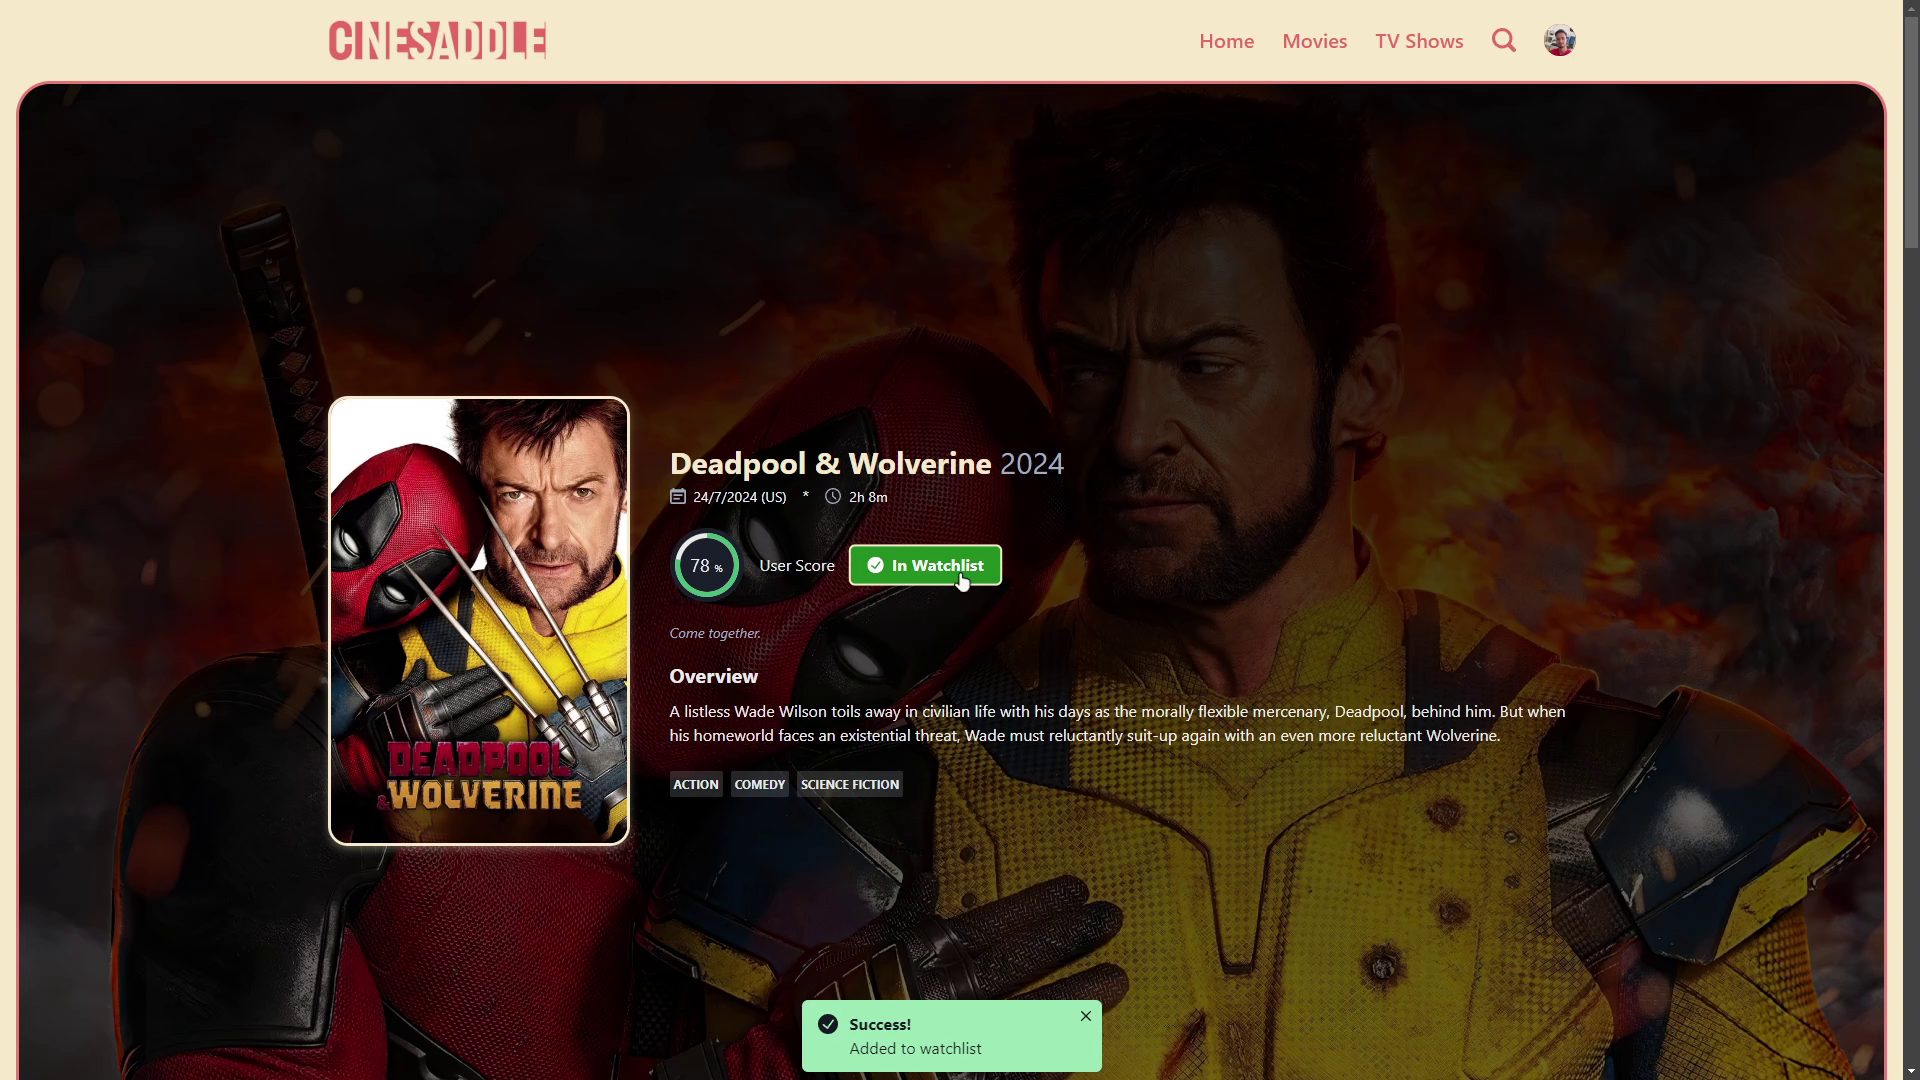 CINESADDLE
Home Movies TV Shows
Deadpool & Wolverine 2024
24/7/2024 (US) * 2h 8m
78 % User Score In Watchlist
Come together.
Overview
A listless Wade Wilson toils away in civilian life with his days as the morally flexible mercenary, Deadpool, behind him. But when
his homeworld faces an existential threat, Wade must reluctantly suit-up again with an even more reluctant Wolverine.
ACTION COMEDY SCIENCE FICTION
DEADPOOL
&WOLVERINE
Success!
Added to watchlist